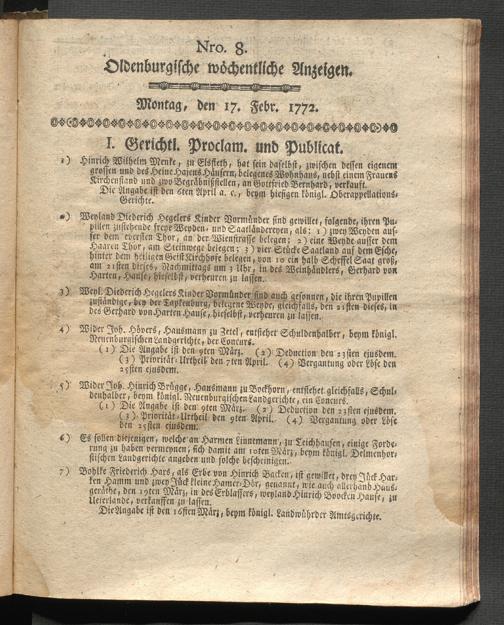 Nro. 8.
Oldenburgische wöchentliche Anzeigen.
Montag, den 17. Febr. 1772.
I. Gerichtl. Proclam. und Publicat.
1) Hinrich Wilhelm Menke, zu Elsfleth, hat sein daselbst, zwischen dessen eigenem
grossen und des Heine Hajens Häusern, belegenes Wohnhaus, nebst einem Frauens
Kirchenstand und zwo Begräbnißstellen, an Gottfried Bernhard, verkauft.
Die Angabe ist den 6ten April a. c., beym hiesigen königl. Oberappellations-
Gerichte.
2) Weyland Diederich Hegelers Kinder Vormünder sind gewillet, folgende, ihren Pu-
pillen zustehende freye Weyden- und Saatländereyen, als: 1) zwey Weyden aus-
ser dem eversten Thor, an der Wienstrasse belegen; 2) eine Weyde ausser dem
Haaren Thor, am Steinwege belegen; 3) vier Stück Saatland auf dem Esche,
hinter dem heiligen Geist Kirchhofe belegen, von 10 ein halb Scheffel Saat groß,
am 21sten dieses, Nachmittags um 3 Uhr, in des Weinhändlers, Gerhard von
Harten, Hause, hieselbst, verheuren zu lassen.
3) Weyl. Diederich Hegelers Kinder Vormünder sind auch gesonnen, die ihren Pupillen
zuständige, bey der Tapkenburg, belegene Weyde, gleichfalls, den 21sten dieses, in
des Gerhard von Harten Hause, hieselbst, verheuren zu lassen.
4) Wider Joh. Hövers, Hausmann zu Zetel, entstehet Schuldenhalber, beym königl.
Neuenburgischen Landgerichte, der Concurs.
(1) Die Angabe ist den 9ten März. (2) Deduction den 23sten ejusdem.
(3) Priorität-Urtheil den 7ten April. (4) Vergantung oder Löse den
25sten ejusdem.
5) Wider Joh. Hinrich Brügge, Hausmann zu Bockhorn, entstehet gleichfalls, Schul-
denhalber, beym königl. Neuenburgischen Landgerichte, ein Concurs.
(1) Die Angabe ist den 9ten März. (2) Deduction den 23sten ejusdem.
(3) Priorität-Urtheil den 9ten April. (4) Vergantung oder Löse
den 25sten ejusdem.
6) Es sollen diejenigen, welche an Harmen Linnemann, zu Teichhausen, einige Forde-
rung zu haben vermeynen, sich damit am 10ten März, beym königl. Delmenhor-
stischen Landgerichte angeben und solche bescheinigen.
7) Bohlke Friederich Hars, als Erbe von Hinrich Backen, ist gewillet, drey Jück Har-
ken Hamm und zwey Jück kleine Hamer-Dör, genannt, wie auch allerhand Haus-
geräthe, den 19ten März, in des Erblassers, weyland Hinrich Boocken Hause, zu
Ueterlande, verkauffen zu lassen.
Die Angabe ist den 16sten März, beym königl. Landwührder Amtsgerichte.